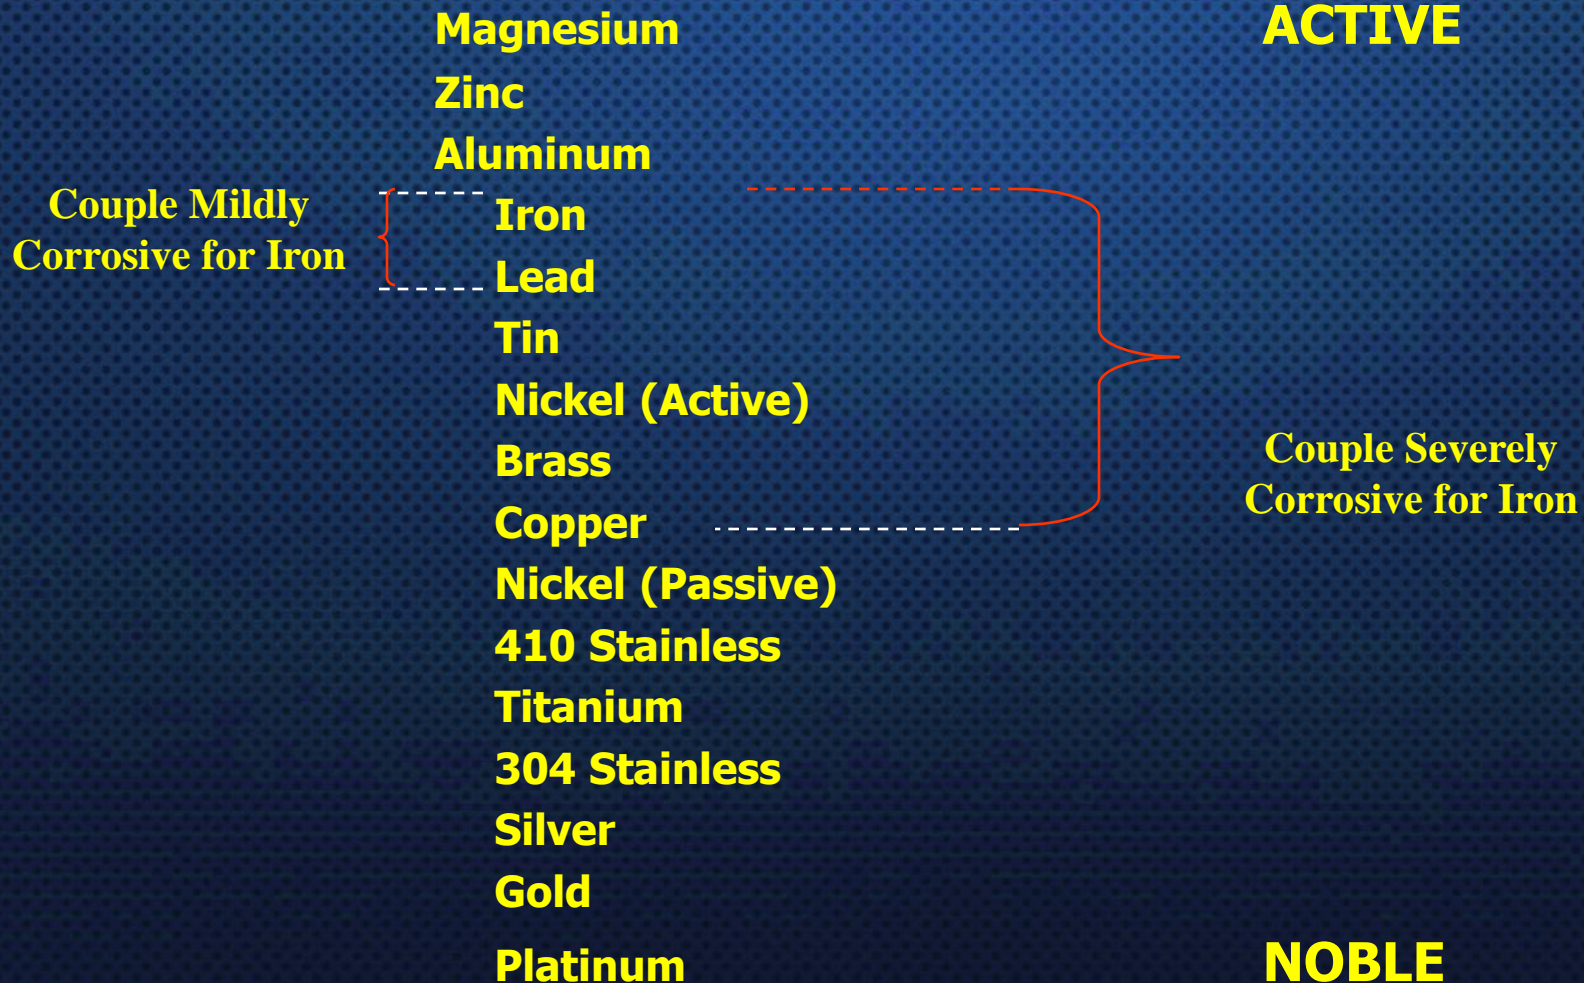 Magnesium
ACTIVE
Zinc
Aluminum
Couple Mildly
Corrosive for Iron
Iron
Lead
Tin
Nickel (Active)
Brass
Copper
Couple Severely
Corrosive for Iron
Nickel (Passive)
410 Stainless
Titanium
304 Stainless
Silver
Gold
Platinum
NOBLE